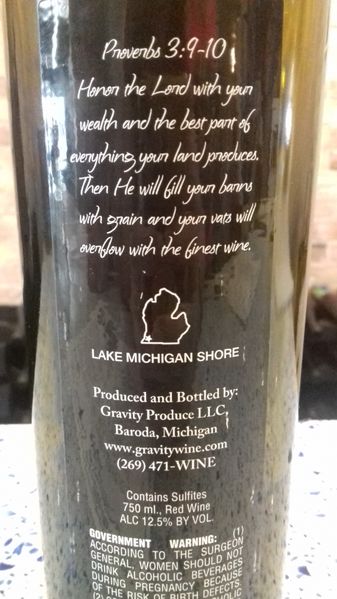 Proverbs 3:9-10
Honor the Lord with your
wealth and the best part of
everything your land produces.
Then He will fill your barns
with grain and your vats will
overflow with the finest wine.
LAKE MICHIGAN SHORE
Produced and Bottled by:
Gravity Produce LLC,
Baroda, Michigan
www.gravitywine.com
(269) 471-WINE
Contains Sulfites
750 ml., Red Wine
ALC 12.5% BY VOL.
GOVERNMENT WARNING: (1)
ACCORDING TO THE SURGEON
GENERAL, WOMEN SHOULD NOT
DRINK ALCOHOLIC BEVERAGES
DURING PREGNANCY BECAUSE
OF THE RISK OF BIRTH DEFECTS.